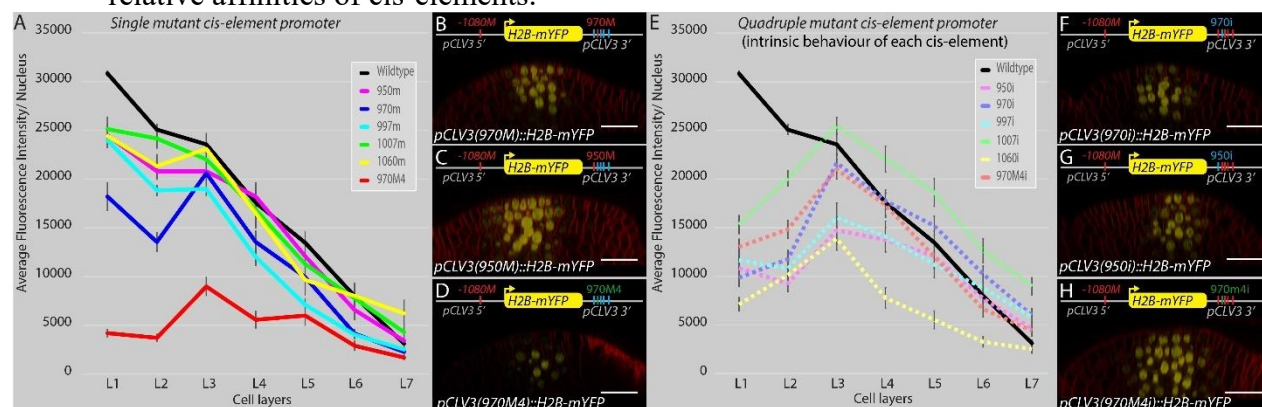 relative affinities of cis-elements.
A
Single mutant cis-element promoter
Average Fluorescence Intensity/ Nucleus
35000
30000
25000
20000
15000
10000
5000
0
Wildtype
950m
970m
997m
1007m
1060m
970M4
L1 L2 L3 L4 L5 L6 L7
Cell layers
B
-1080M 970M
H2B-mYFP
pCLV3 5' pCLV3 3'
pCLV3(970M)::H2B-mYFP
C
-1080M 950M
H2B-mYFP
pCLV3 5' pCLV3 3'
pCLV3(950M)::H2B-mYFP
D
-1080M 970M4
H2B-mYFP
pCLV3 5' pCLV3 3'
pCLV3(970M4)::H2B-mYFP
E
Quadruple mutant cis-element promoter
(intrinsic behaviour of each cis-element)
Average Fluorescence Intensity/ Nucleus
35000
30000
25000
20000
15000
10000
5000
0
Wildtype
950i
970i
997i
1007i
1060i
970M4i
L1 L2 L3 L4 L5 L6 L7
Cell layers
F
-1080M 970i
H2B-mYFP
pCLV3 5' pCLV3 3'
pCLV3(970i)::H2B-mYFP
G
-1080M 950i
H2B-mYFP
pCLV3 5' pCLV3 3'
pCLV3(950i)::H2B-mYFP
H
-1080M 970m4i
H2B-mYFP
pCLV3 5' pCLV3 3'
pCLV3(970M4i)::H2B-mYFP